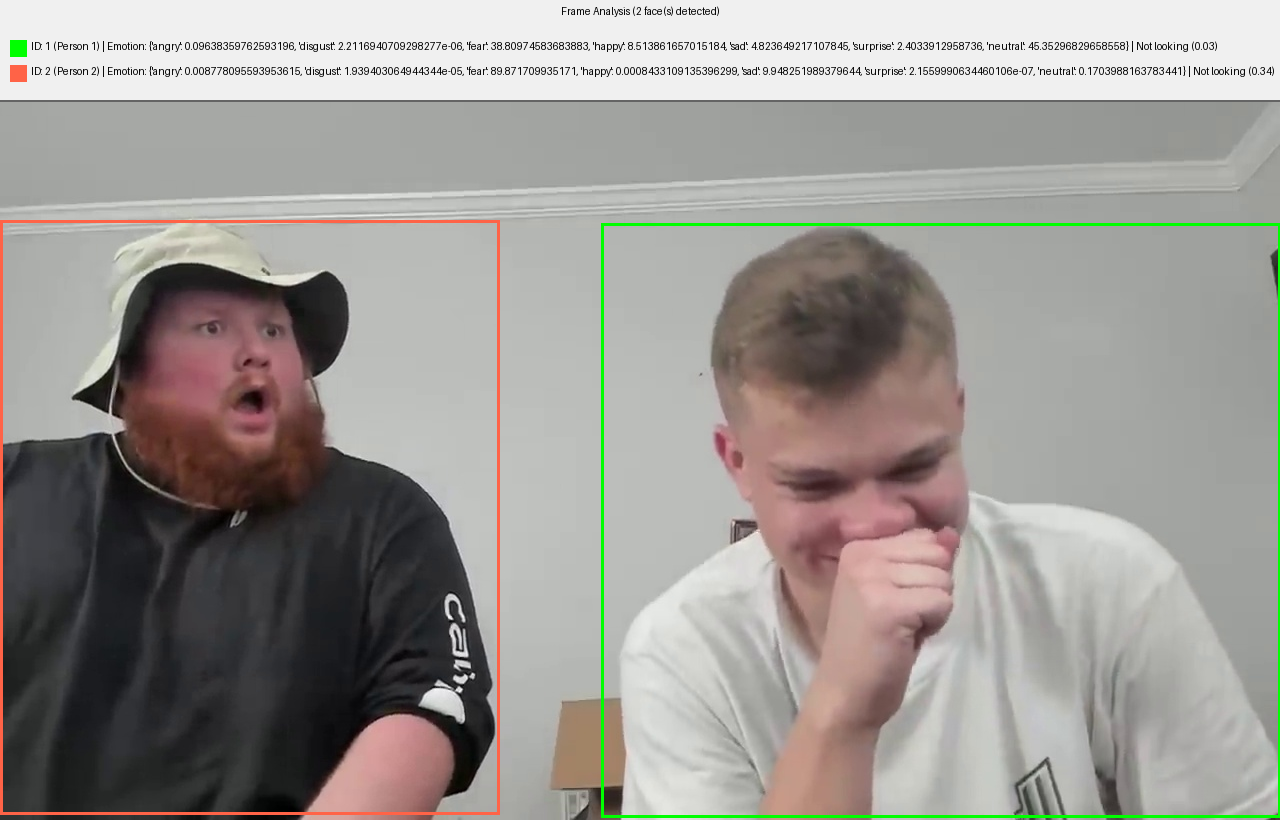 Frame Analysis (2 face(s) detected)
ID: 1 (Person 1) | Emotion: {'angry': 0.09638359762593196, 'disgust': 2.2116940709298277e-06, 'fear': 38.80974583683883, 'happy': 8.513861657015184, 'sad': 4.823649217107845, 'surprise': 2.4033912958736, 'neutral': 45.35296829658558} | Not looking (0.03)
ID: 2 (Person 2) | Emotion: {'angry': 0.008778095593953615, 'disgust': 1.939403064944344e-05, 'fear': 89.871709935171, 'happy': 0.0008433109135396299, 'sad': 9.948251989379644, 'surprise': 2.1559990634460106e-07, 'neutral': 0.1703988163783441} | Not looking (0.34)